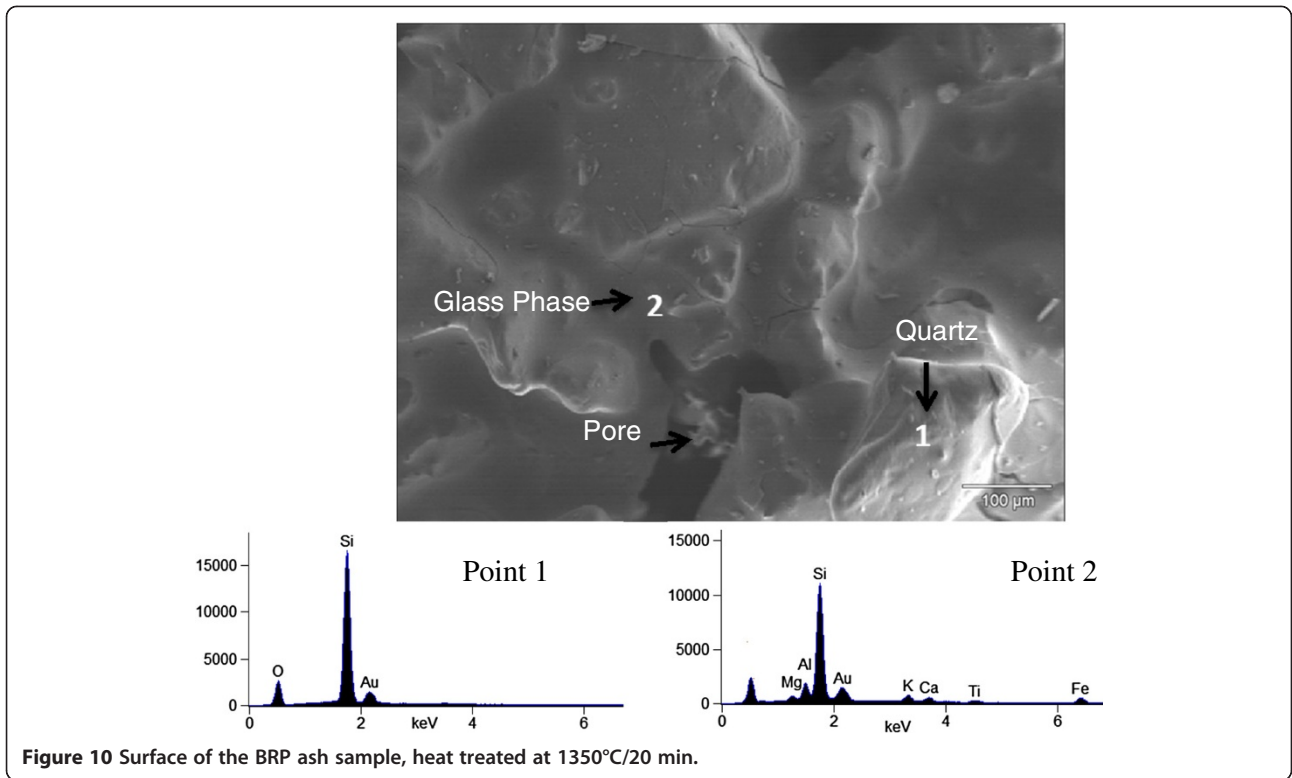 Glass Phase
2
Quartz
1
Pore
100 µm
Point 1
15000
10000
5000
0
O
Si
Au
0
2
keV
4
6
Point 2
15000
10000
5000
0
Mg
Al
Si
Au
K
Ca
Ti
Fe
0
2
keV
4
6
Figure 10 Surface of the BRP ash sample, heat treated at 1350°C/20 min.